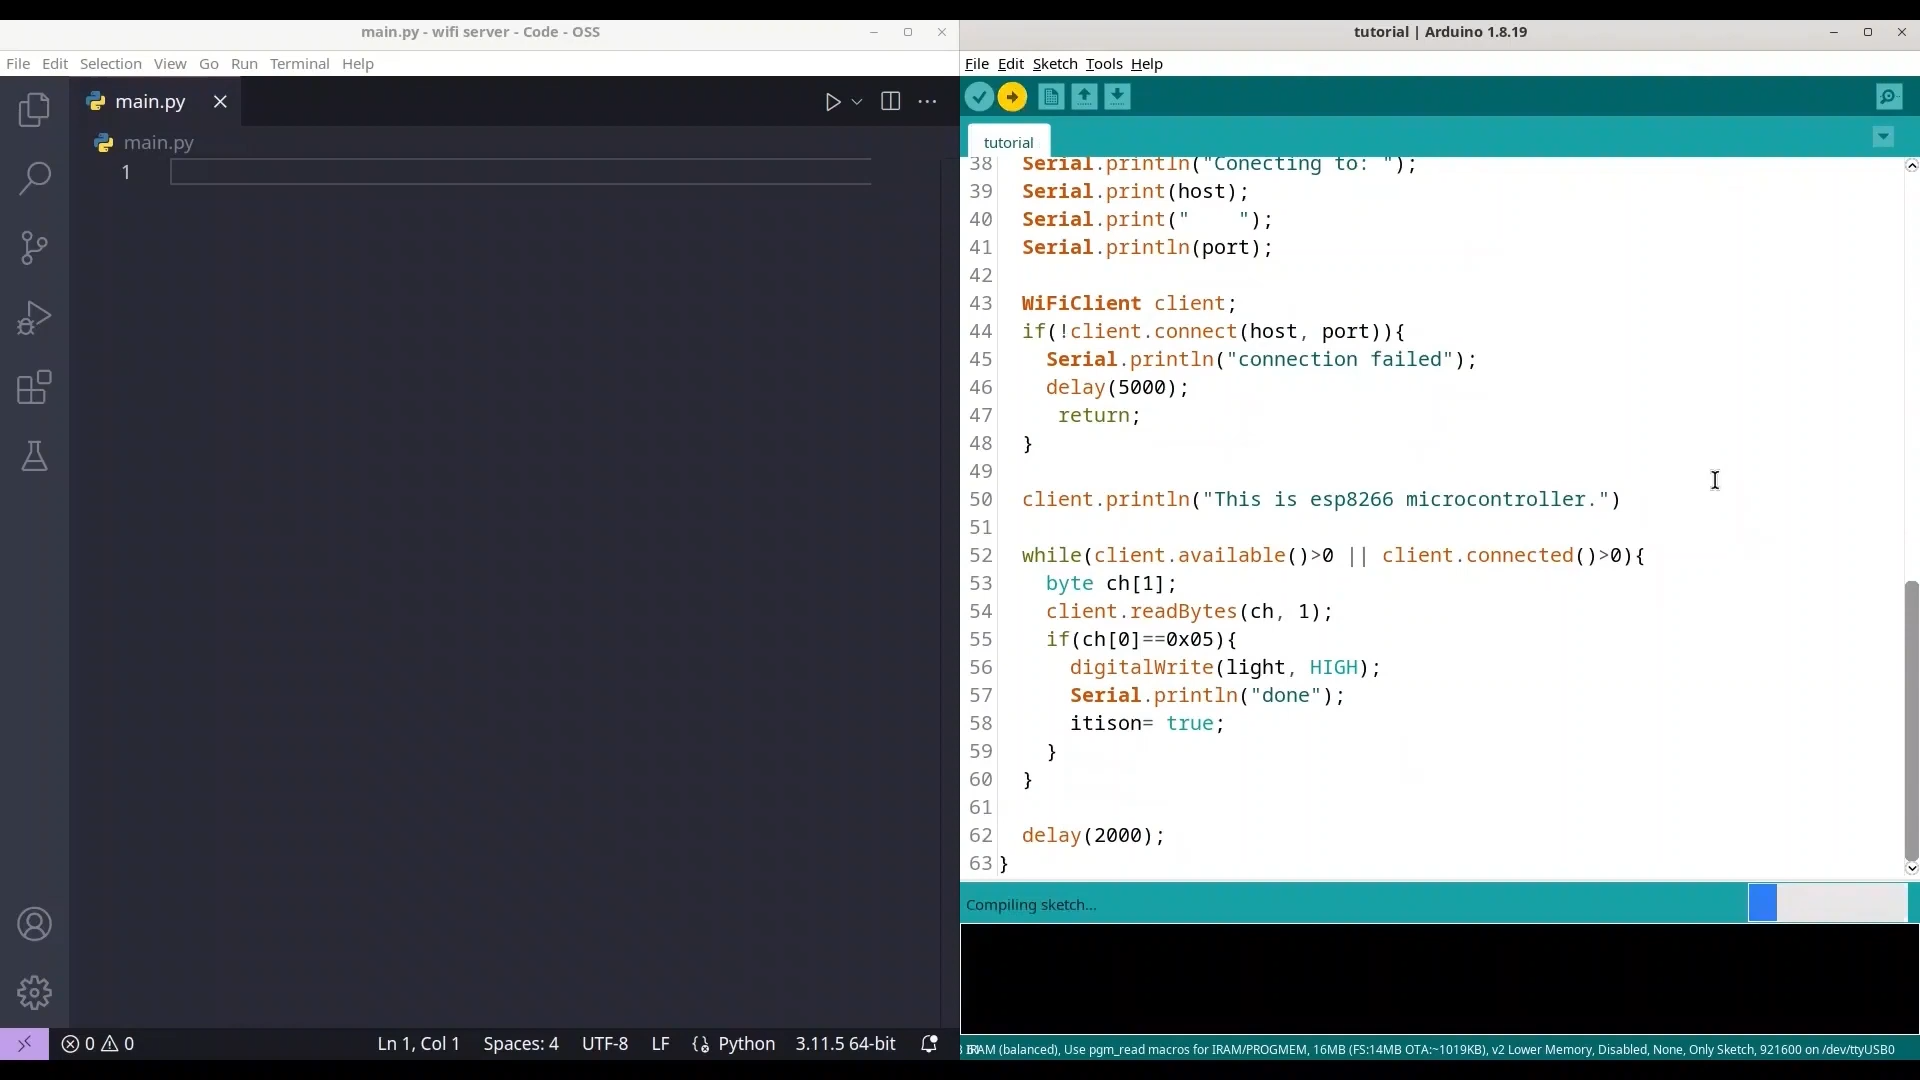 main.py - wifi server - Code - OSS
File Edit Selection View Go Run Terminal Help
main.py
main.py
1
0 0
Ln 1, Col 1 Spaces: 4 UTF-8 LF Python 3.11.5 64-bit
tutorial | Arduino 1.8.19
File Edit Sketch Tools Help
tutorial
38 Serial.println("Conecting to: ");
39 Serial.print(host);
40 Serial.print("    ");
41 Serial.println(port);
42
43 WiFiClient client;
44 if(!client.connect(host, port)){
45 Serial.println("connection failed");
46 delay(5000);
47 return;
48 }
49
50 client.println("This is esp8266 microcontroller.")
51
52 while(client.available()>0 || client.connected()>0){
53 byte ch[1];
54 client.readBytes(ch, 1);
55 if(ch[0]==0x05){
56 digitalWrite(light, HIGH);
57 Serial.println("done");
58 itison= true;
59 }
60 }
61
62 delay(2000);
63 }
Compiling sketch...
IRAM (balanced), Use pgm_read macros for IRAM/PROGMEM, 16MB (FS:14MB OTA:~1019KB), v2 Lower Memory, Disabled, None, Only Sketch, 921600 on /dev/ttyUSB0